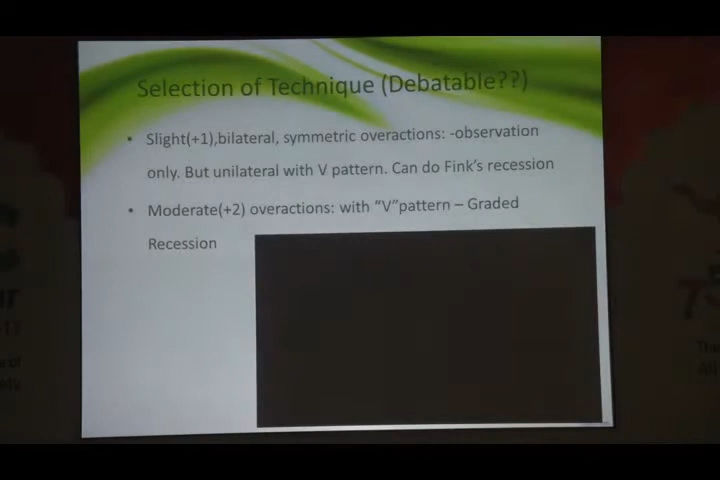 Selection of Technique (Debatable??)
• Slight(+1),bilateral, symmetric overactions: -observation
only. But unilateral with V pattern. Can do Fink's recession
• Moderate(+2) overactions: with "V"pattern – Graded
Recession